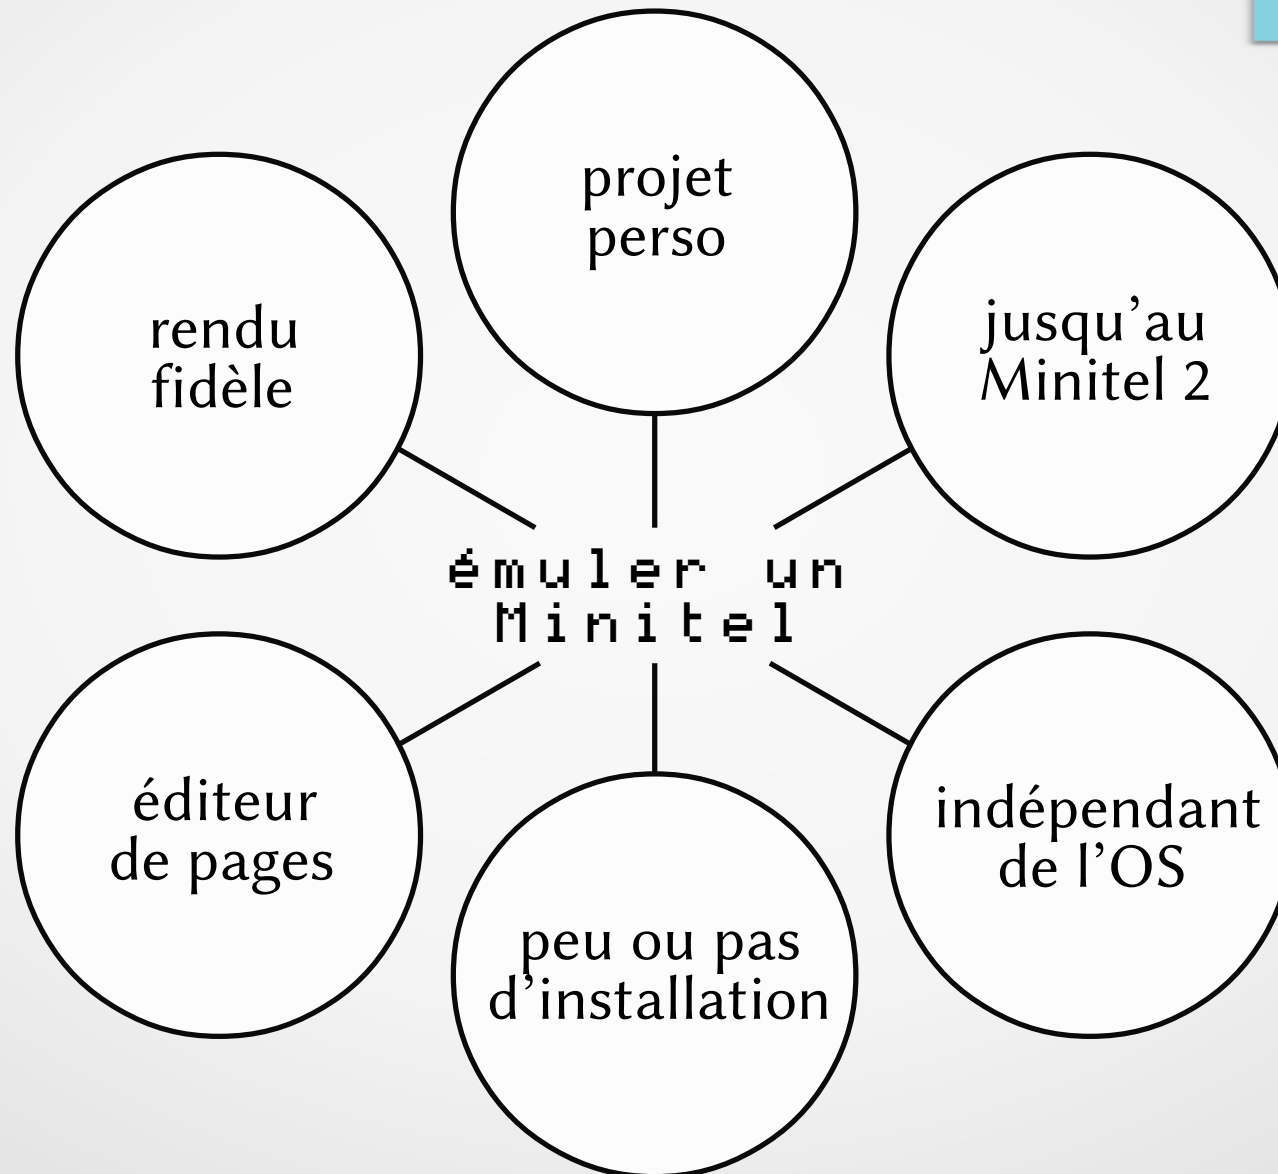 projet
perso
rendu
fidèle
jusqu’au
Minitel 2
émuler un
Minitel
éditeur
de pages
indépendant
de l’OS
peu ou pas
d’installation